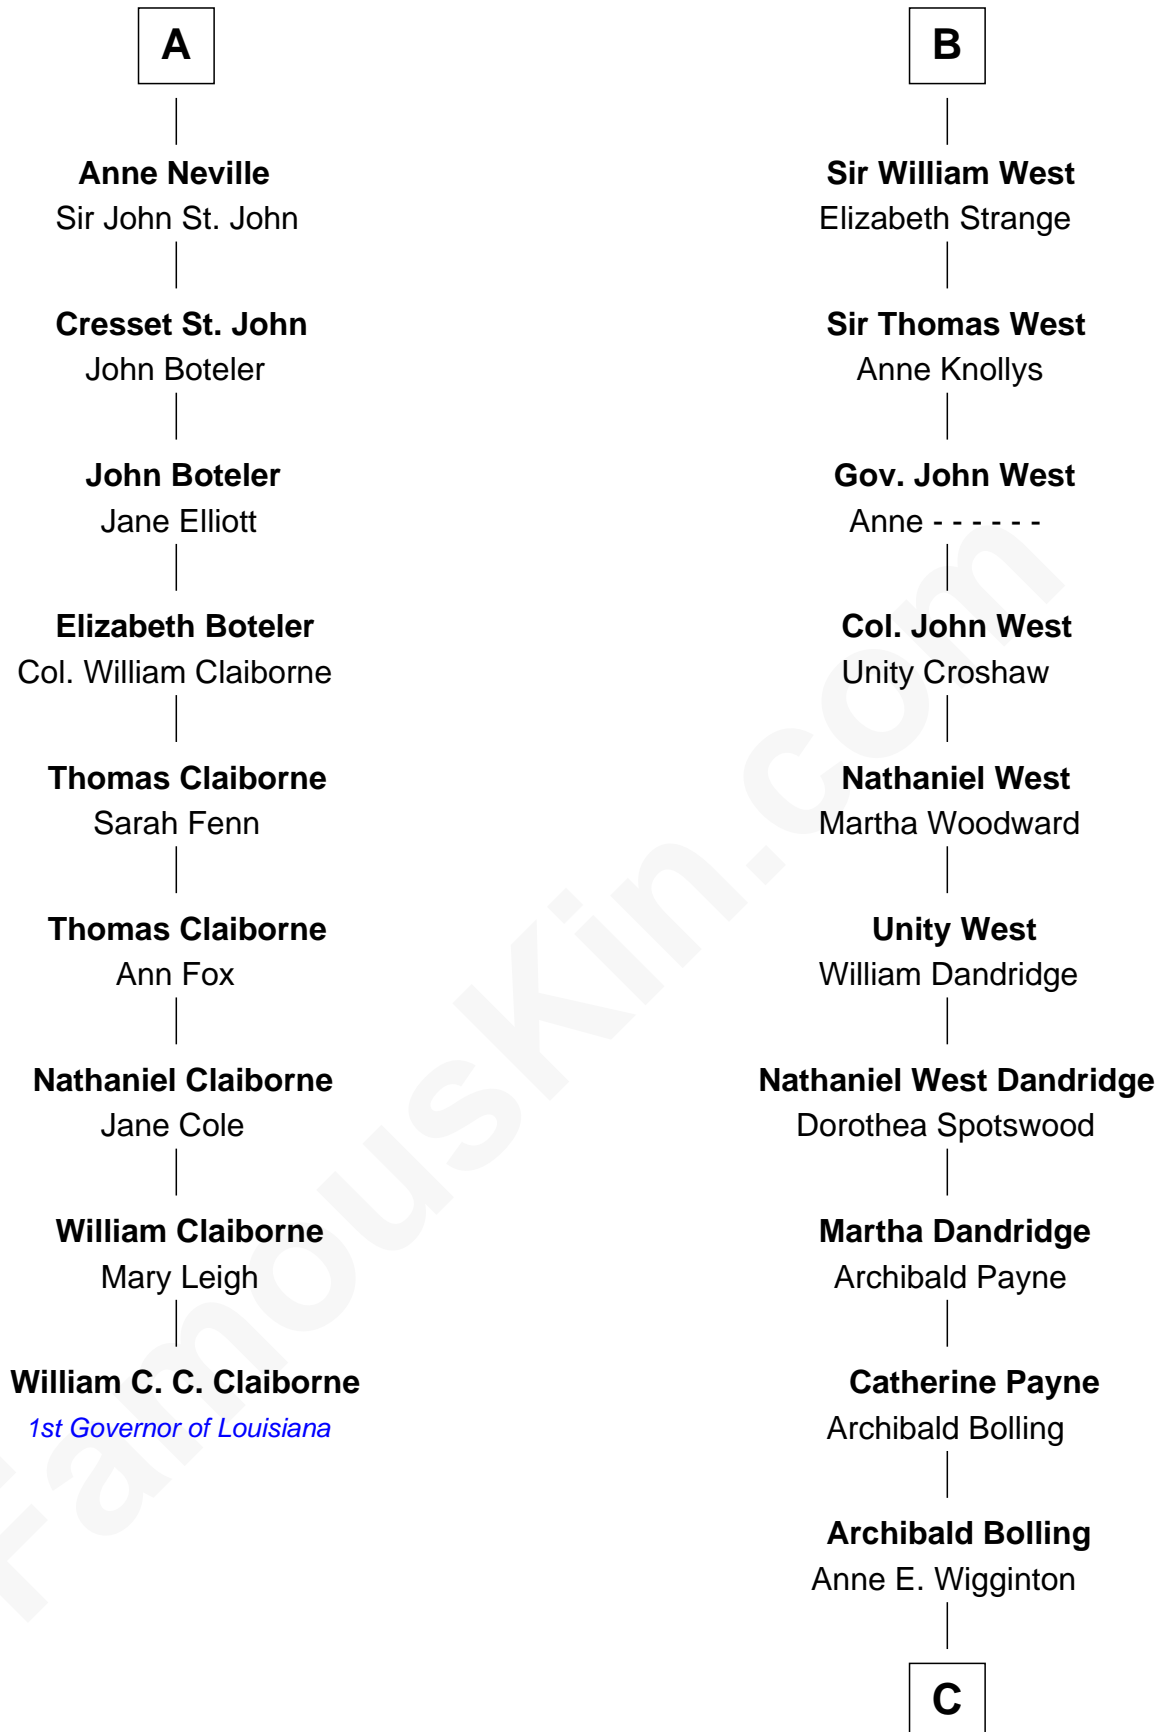 A
Anne Neville
Sir John St. John
Cresset St. John
John Boteler
John Boteler
Jane Elliott
Elizabeth Boteler
Col. William Claiborne
Thomas Claiborne
Sarah Fenn
Thomas Claiborne
Ann Fox
Nathaniel Claiborne
Jane Cole
William Claiborne
Mary Leigh
William C. C. Claiborne
1st Governor of Louisiana
B
Sir William West
Elizabeth Strange
Sir Thomas West
Anne Knollys
Gov. John West
Anne - - - - - -
Col. John West
Unity Croshaw
Nathaniel West
Martha Woodward
Unity West
William Dandridge
Nathaniel West Dandridge
Dorothea Spotswood
Martha Dandridge
Archibald Payne
Catherine Payne
Archibald Bolling
Archibald Bolling
Anne E. Wigginton
C
FamousKin.com